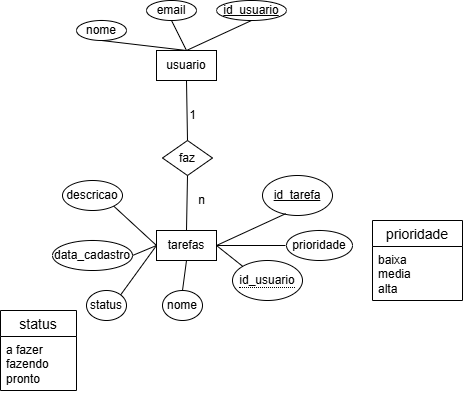 email
id_usuario
nome
usuario
1
faz
n
descricao
id_tarefa
data_cadastro
tarefas
prioridade
id_usuario
status
nome
prioridade
baixa
media
alta
status
a fazer
fazendo
pronto